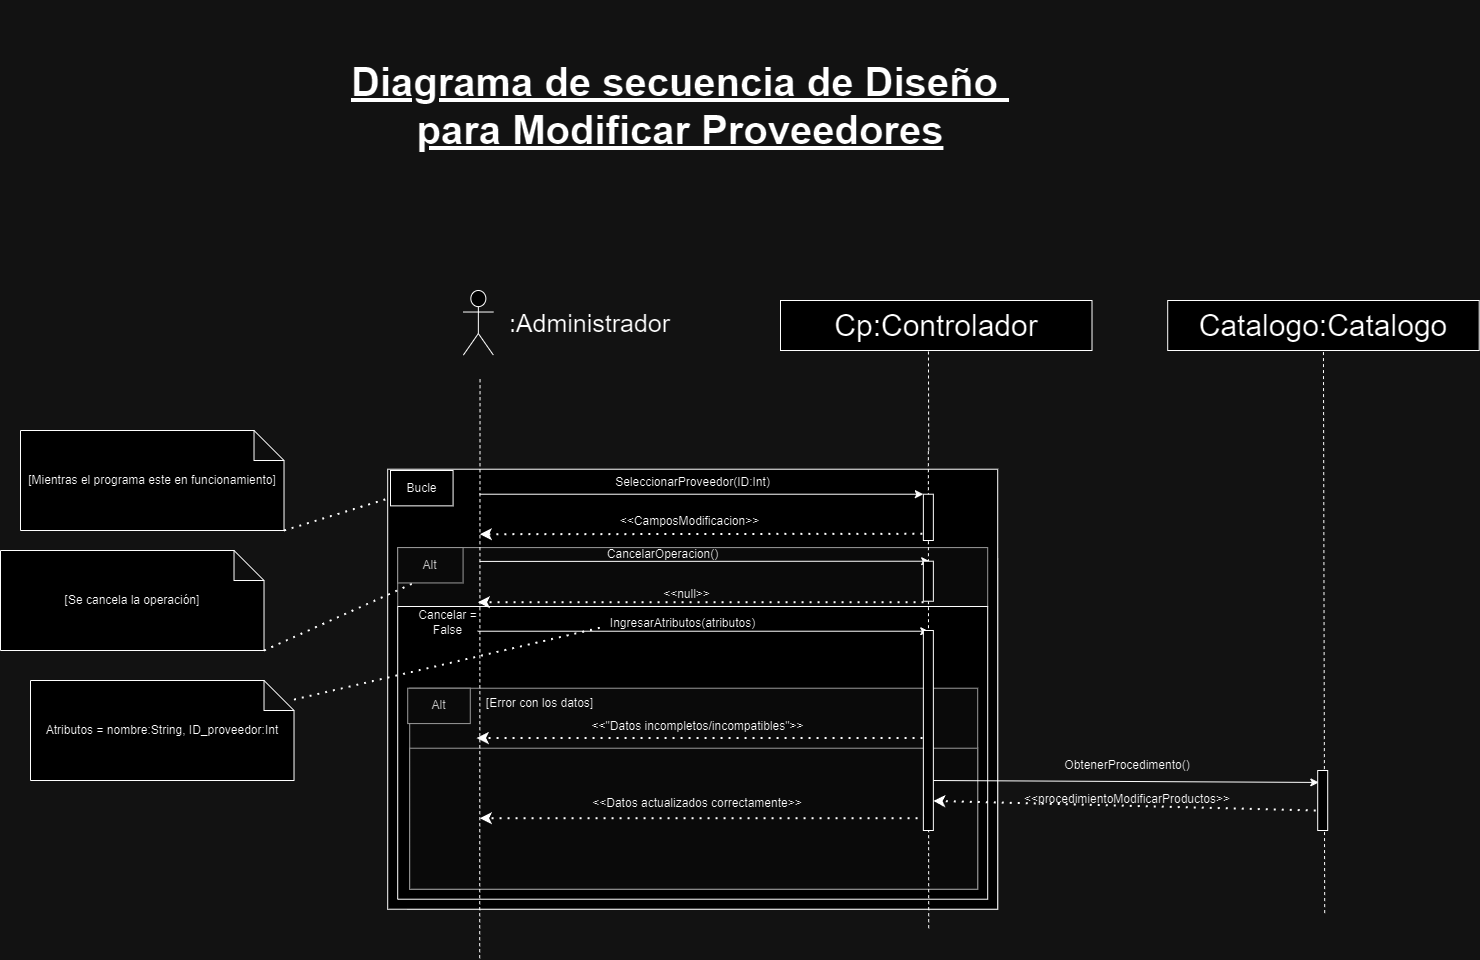 Diagrama de secuencia de Diseño
para Modificar Proveedores
:Administrador
Cp:Controlador
Catalogo:Catalogo
[Mientras el programa este en funcionamiento]
Bucle
SeleccionarProveedor(ID:Int)
<<CamposModificacion>>
Alt
CancelarOperacion()
[Se cancela la operación]
<<null>>
Cancelar =
False
IngresarAtributos(atributos)
Atributos = nombre:String, ID_proveedor:Int
Alt
[Error con los datos]
<<"Datos incompletos/incompatibles">>
ObtenerProcedimento()
<<procedimientoModificarProductos>>
<<Datos actualizados correctamente>>